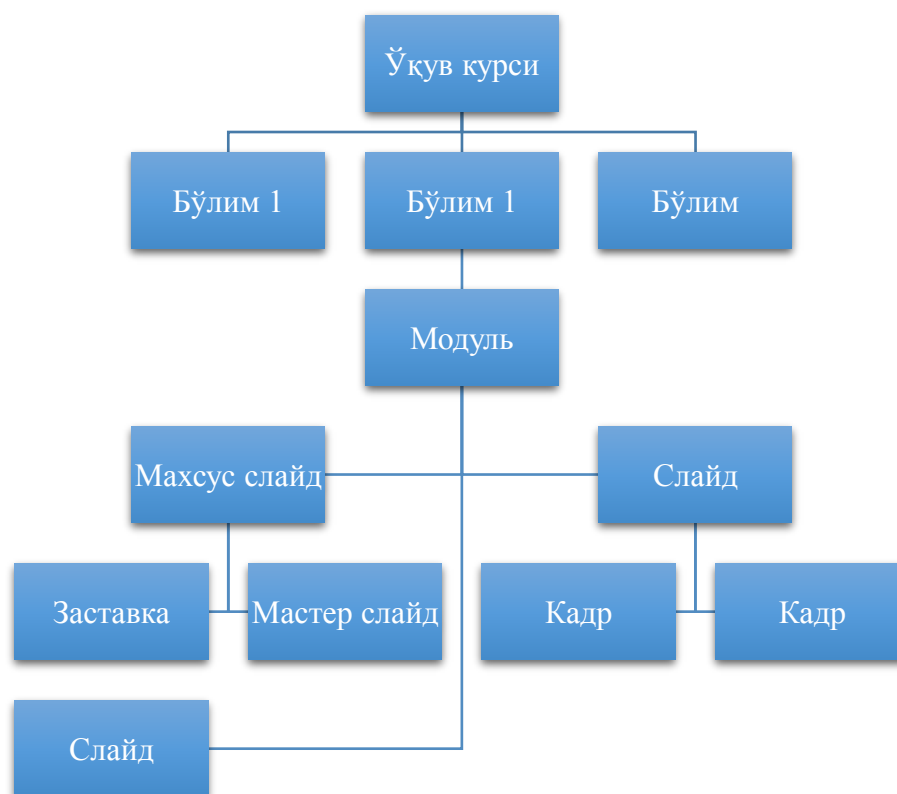 Ўқув курси
Бўлим 1
Бўлим 1
Бўлим
Модуль
Махсус слайд
Слайд
Заставка
Мастер слайд
Кадр
Кадр
Слайд